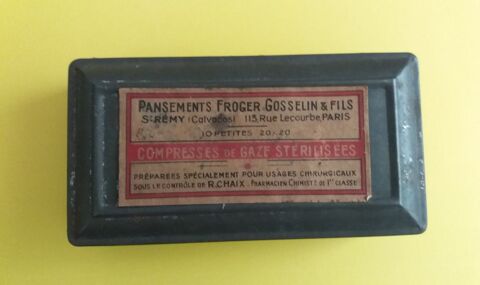 PANSEMENTS FROGER-GOSSELIN & FILS
ST RÉMY (Calvados) 113, Rue Lecourbe PARIS
10 PETITES 20×20
COMPRESSES DE GAZE STÉRILISÉES
PRÉPARÉES SPÉCIALEMENT POUR USAGES CHIRURGICAUX
SOUS LE CONTRÔLE DE R. CHAIX, PHARMACIEN CHIMISTE DE 1RE CLASSE